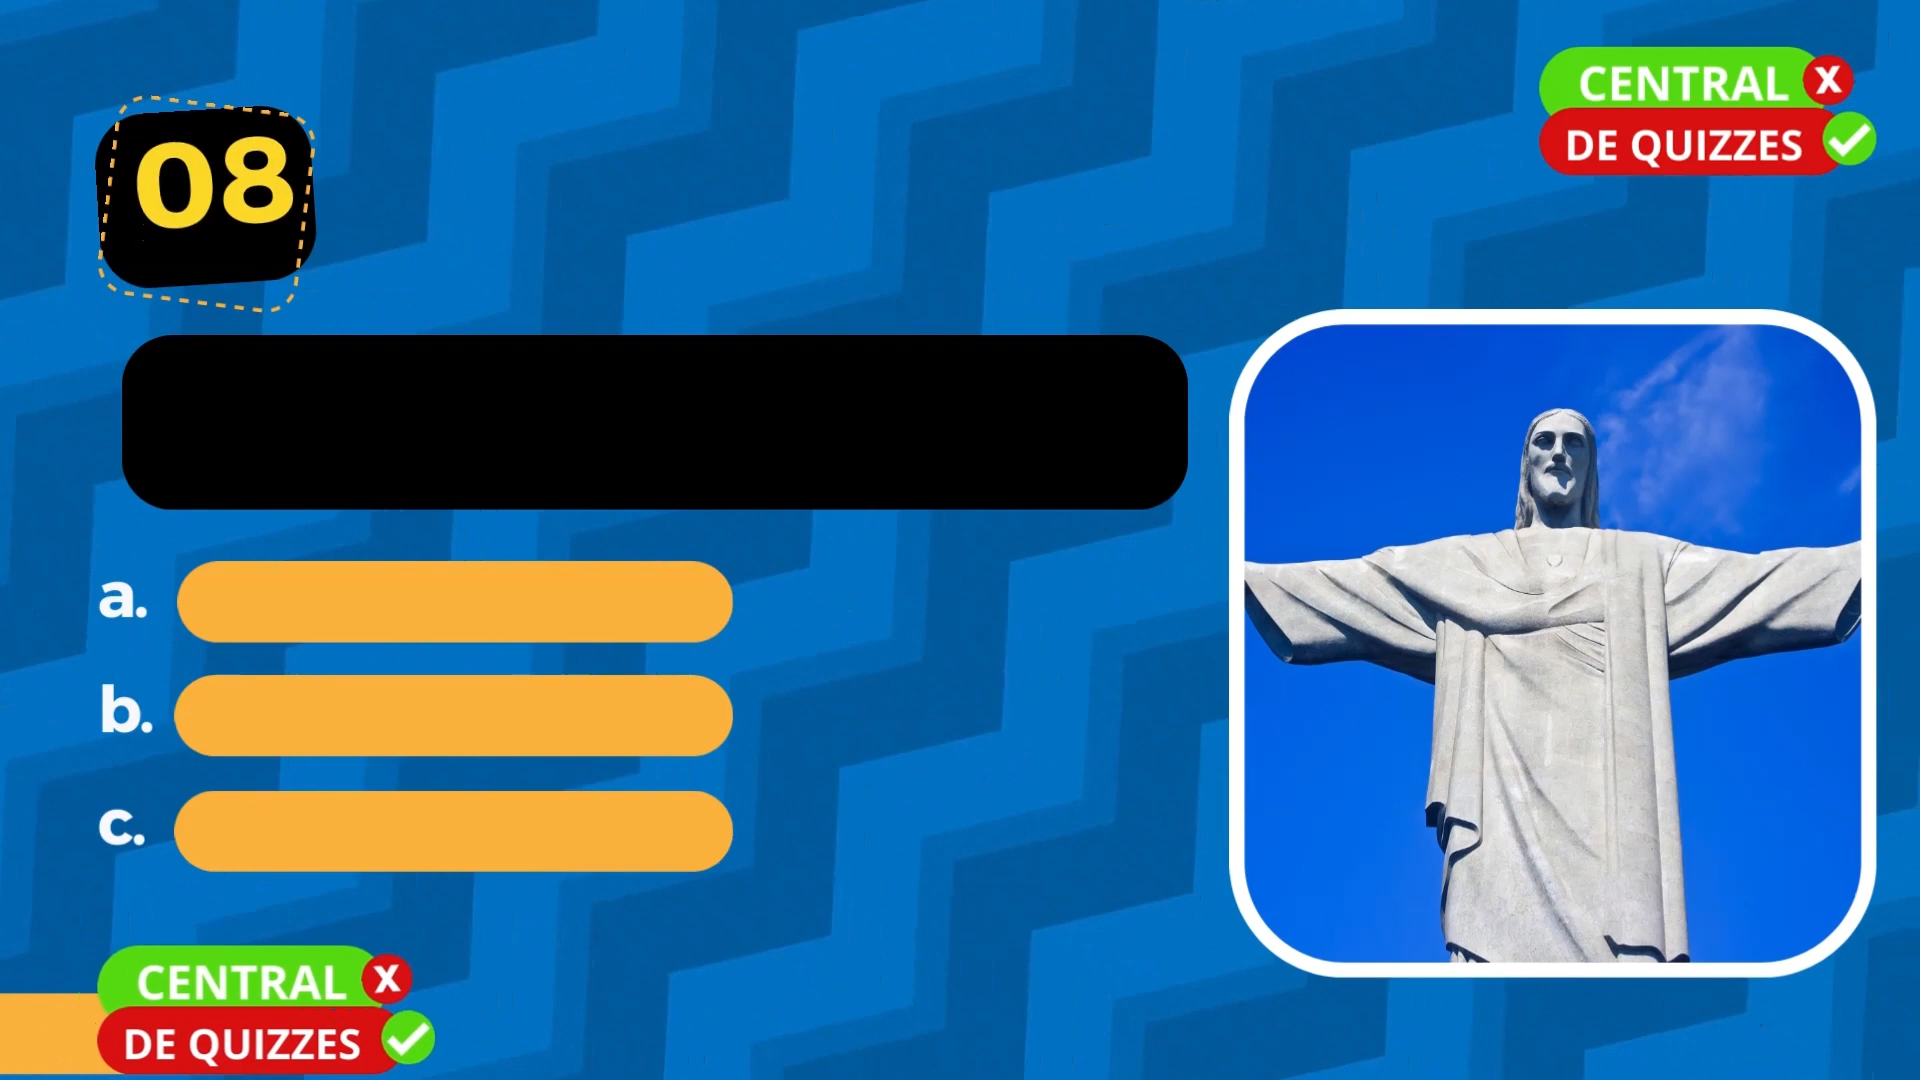 CENTRAL X
DE QUIZZES
08
a.
b.
c.
CENTRAL X
DE QUIZZES